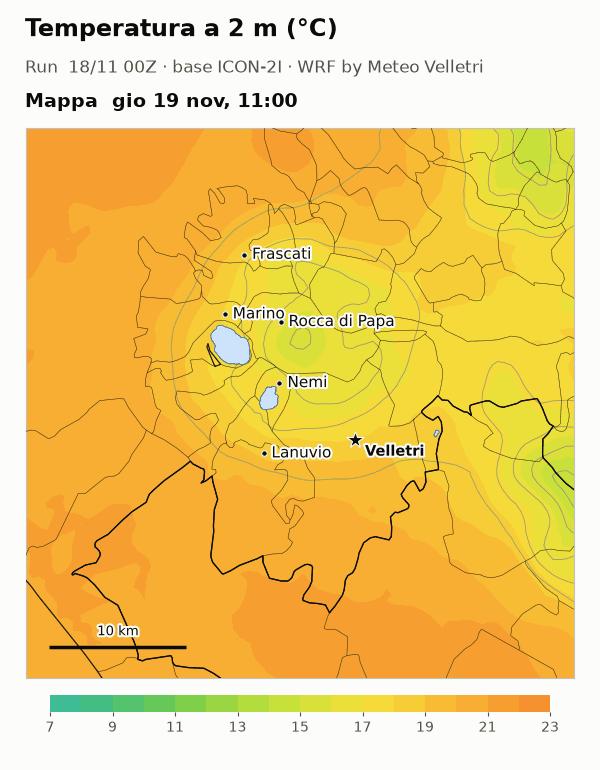 Temperatura a 2 m (°C)
Run  18/11 00Z · base ICON-2I · WRF by Meteo Velletri
Mappa  gio 19 nov, 11:00
Frascati
Marino
Rocca di Papa
Nemi
Velletri
Lanuvio
10 km
7 9 11 13 15 17 19 21 23